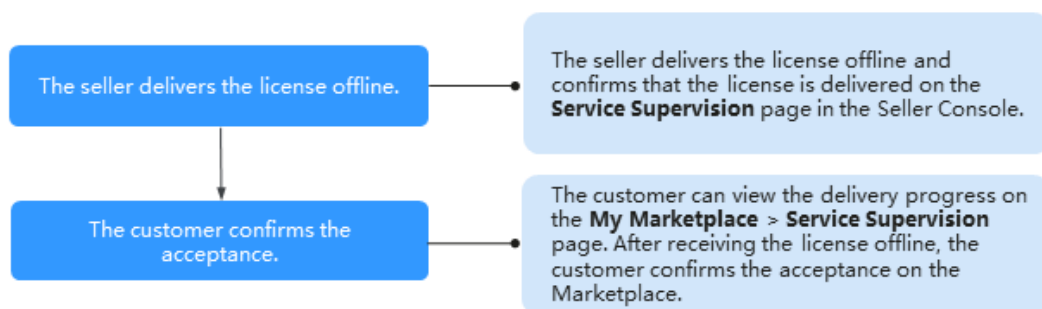 The seller delivers the license offline.
The seller delivers the license offline and
confirms that the license is delivered on the
Service Supervision page in the Seller Console.
The customer confirms the
acceptance.
The customer can view the delivery progress on
the My Marketplace > Service Supervision
page. After receiving the license offline, the
customer confirms the acceptance on the
Marketplace.